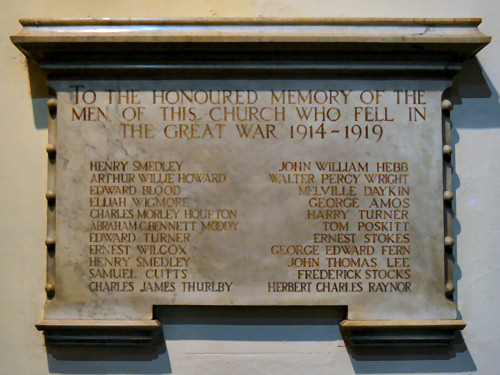 TO THE HONOURED MEMORY OF THE
MEN OF THIS CHURCH WHO FELL IN
THE GREAT WAR 1914-1919
HENRY SMEDLEY
ARTHUR WILLIE HOWARD
EDWARD BLOOD
ELIJAH WIGMORE
CHARLES MORLEY HOUFTON
ABRAHAM CHENNETT MOODY
EDWARD TURNER
ERNEST WILCOX
HENRY SMEDLEY
SAMUEL CUTTS
CHARLES JAMES THURLBY
JOHN WILLIAM HEBB
WALTER PERCY WRIGHT
MELVILLE DAYKIN
GEORGE AMOS
HARRY TURNER
TOM POSKITT
ERNEST STOKES
GEORGE EDWARD FERN
JOHN THOMAS LEE
FREDERICK STOCKS
HERBERT CHARLES RAYNOR